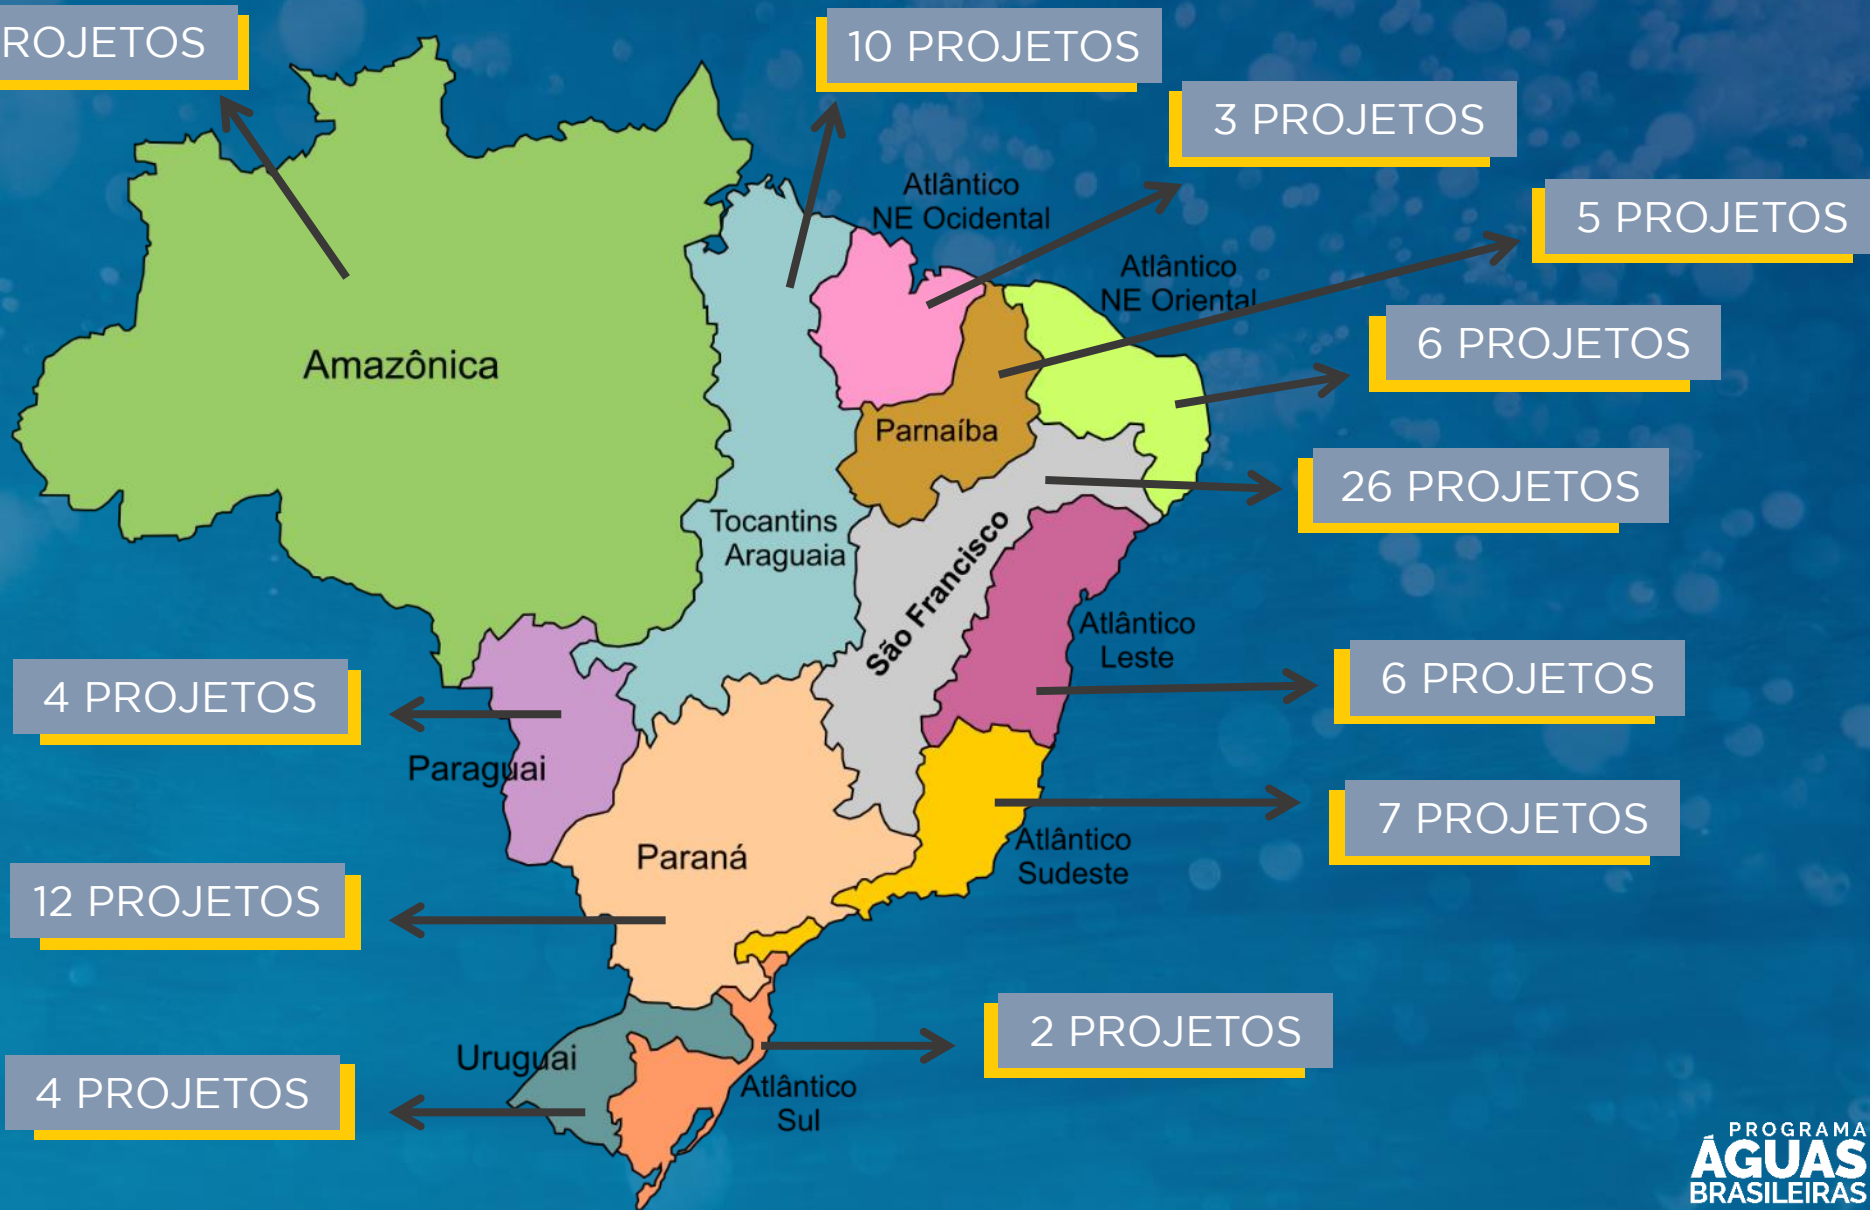 ROJETOS
10 PROJETOS
3 PROJETOS
5 PROJETOS
6 PROJETOS
26 PROJETOS
6 PROJETOS
7 PROJETOS
2 PROJETOS
4 PROJETOS
12 PROJETOS
4 PROJETOS
Amazônica
Tocantins
Araguaia
Atlântico
NE Ocidental
Atlântico
NE Oriental
Parnaíba
São Francisco
Atlântico
Leste
Atlântico
Sudeste
Paraguai
Paraná
Uruguai
Atlântico
Sul
PROGRAMA
ÁGUAS
BRASILEIRAS